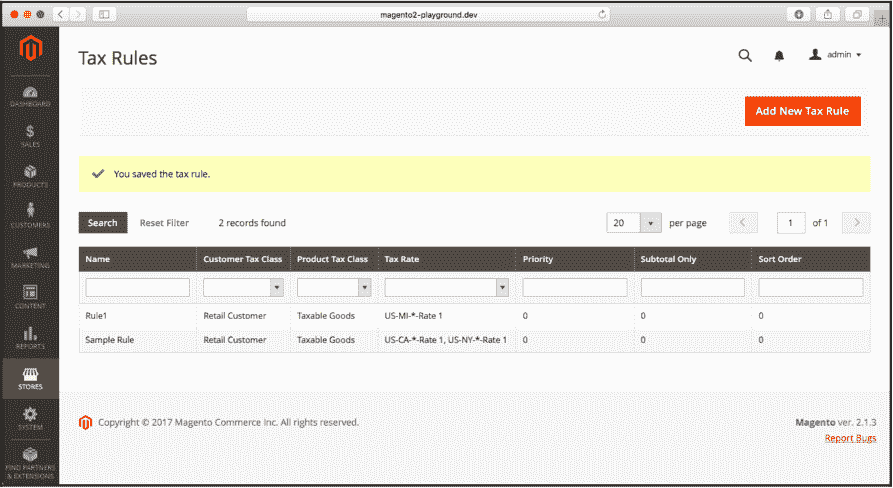 magento2-playground.dev
Tax Rules
admin
DASHBOARD
Add New Tax Rule
$
SALES
You saved the tax rule.
PRODUCTS
CUSTOMERS
Search Reset Filter 2 records found 20 per page 1 of 1
MARKETING
Name Customer Tax Class Product Tax Class Tax Rate Priority Subtotal Only Sort Order
CONTENT
Rule1 Retail Customer Taxable Goods US-MI-*-Rate 1 0 0 0
REPORTS
Sample Rule Retail Customer Taxable Goods US-CA-*-Rate 1, US-NY-*-Rate 1 0 0 0
STORES
SYSTEM
Copyright © 2017 Magento Commerce Inc. All rights reserved. Magento ver. 2.1.3
Report Bugs
FIND PARTNERS
& EXTENSIONS